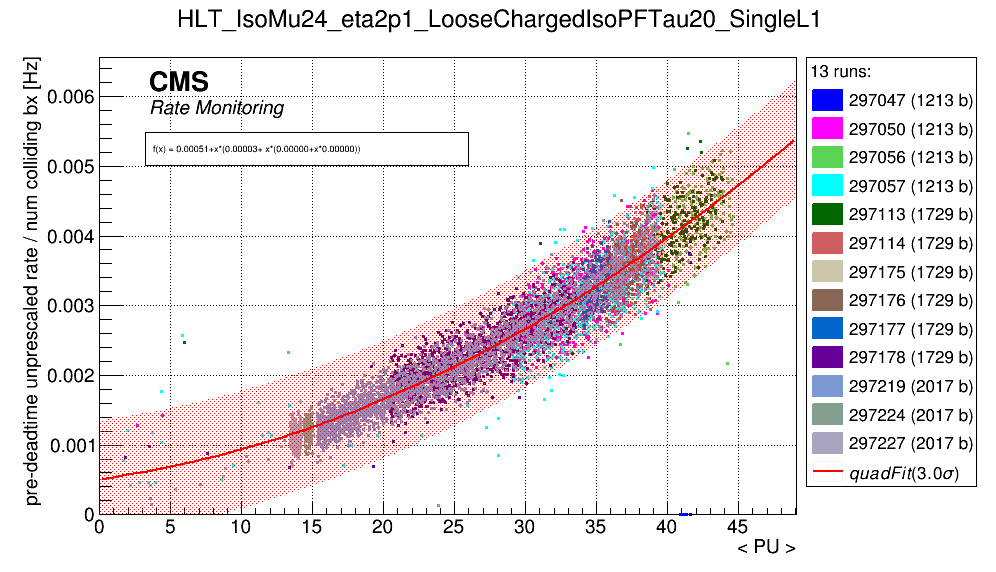 HLT_IsoMu24_eta2p1_LooseChargedIsoPFTau20_SingleL1
pre-deadtime unprescaled rate / num colliding bx [Hz]
CMS
Rate Monitoring
f(x) = 0.00051+x*(0.00003+ x*(0.00000+x*0.00000))
0.006
0.005
0.004
0.003
0.002
0.001
0
0 5 10 15 20 25 30 35 40 45
< PU >
13 runs:
297047 (1213 b)
297050 (1213 b)
297056 (1213 b)
297057 (1213 b)
297113 (1729 b)
297114 (1729 b)
297175 (1729 b)
297176 (1729 b)
297177 (1729 b)
297178 (1729 b)
297219 (2017 b)
297224 (2017 b)
297227 (2017 b)
quadFit(3.0σ)